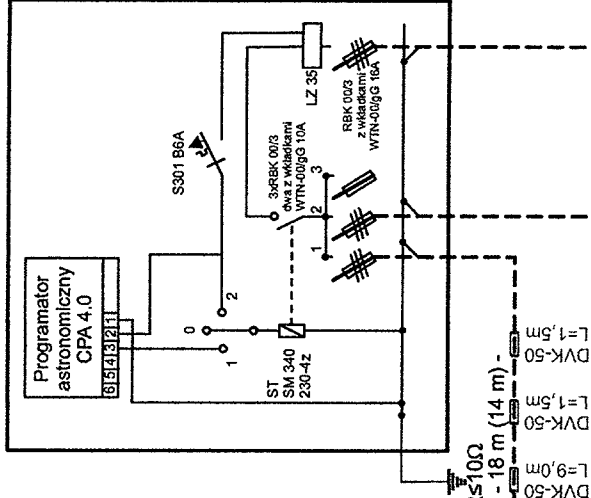 Programator
astronomiczny
CPA 4.0
6 5 4 3 2 1
S301 B6A
LZ 35
RBK 00/3
z wkładkami
WTN-00/gG 16A
3xRBK 00/3
dwa z wkładkami
WTN-00/gG 10A
1
2
3
0
1
2
ST
SM 340
230-4z
≤10Ω
- 18 m (14 m) -
DVK-50
L=1,5m
DVK-50
L=1,5m
DVK-50
L=9,0m